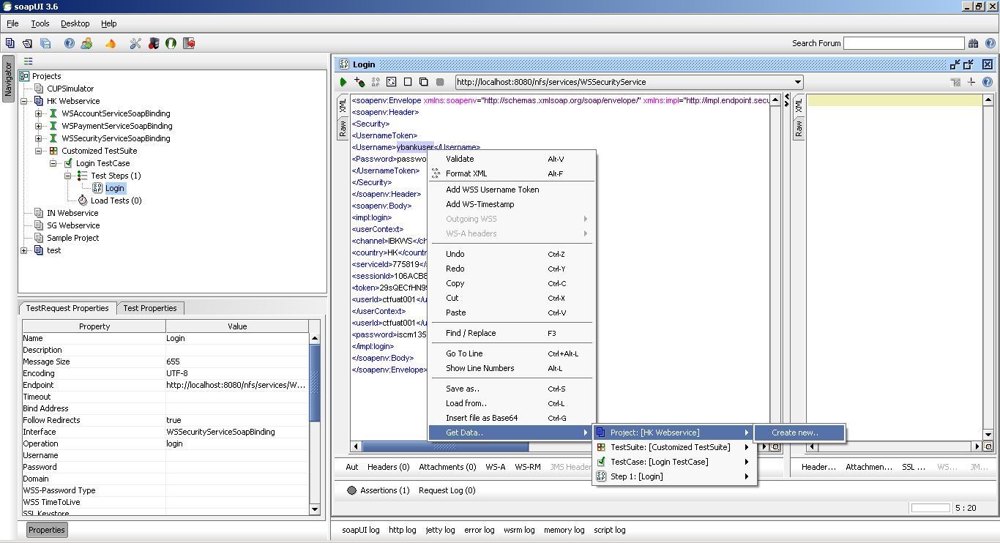 soapUI 3.6
File Tools Desktop Help
Search Forum
Navigator
Projects
CUPSimulator
HK Webservice
WSAccountServiceSoapBinding
WSPaymentServiceSoapBinding
WSSecurityServiceSoapBinding
Customized TestSuite
Login TestCase
Test Steps (1)
Login
Load Tests (0)
IN Webservice
SG Webservice
Sample Project
test
TestRequest Properties Test Properties
Property Value
Name Login
Description
Message Size 655
Encoding UTF-8
Endpoint http://localhost:8080/nfs/services/W...
Timeout
Bind Address
Follow Redirects true
Interface WSSecurityServiceSoapBinding
Operation login
Username
Password
Domain
WSS-Password Type
WSS TimeToLive
SSL Keystore
Properties
Login
http://localhost:8080/nfs/services/WSSecurityService
XML
Raw
<soapenv:Envelope xmlns:soapenv="http://schemas.xmlsoap.org/soap/envelope/" xmlns:impl="http://impl.endpoint.secu
<soapenv:Header>
<Security>
<UsernameToken>
<Username>ybankuser</Username>
<Password>passwo
</UsernameToken>
</Security>
</soapenv:Header>
<soapenv:Body>
<impl:login>
<userContext>
<channel>IBKWS</ch
<country>HK</countr
<serviceId>775819</s
<sessionId>106ACB8
<token>29sQECfHN99
<userId>ctfuat001</u
</userContext>
<userId>ctfuat001</u
<password>iscm135
</impl:login>
</soapenv:Body>
</soapenv:Envelope>
Validate Alt-V
Format XML Alt-F
Add WSS Username Token
Add WS-Timestamp
Outgoing WSS
WS-A headers
Undo Ctrl-Z
Redo Ctrl-Y
Copy Ctrl-C
Cut Ctrl-X
Paste Ctrl-V
Find / Replace F3
Go To Line Ctrl+Alt-L
Show Line Numbers Alt-L
Save as.. Ctrl-S
Load from.. Ctrl-L
Insert file as Base64 Ctrl-G
Get Data..
Project: [HK Webservice]
TestSuite: [Customized TestSuite]
TestCase: [Login TestCase]
Step 1: [Login]
Create new..
XML
Raw
Aut Headers (0) Attachments (0) WS-A WS-RM JMS Header
Header... Attachmen... SSL ... WS... JM...
Assertions (1) Request Log (0)
5 : 20
soapUI log http log jetty log error log wsrm log memory log script log